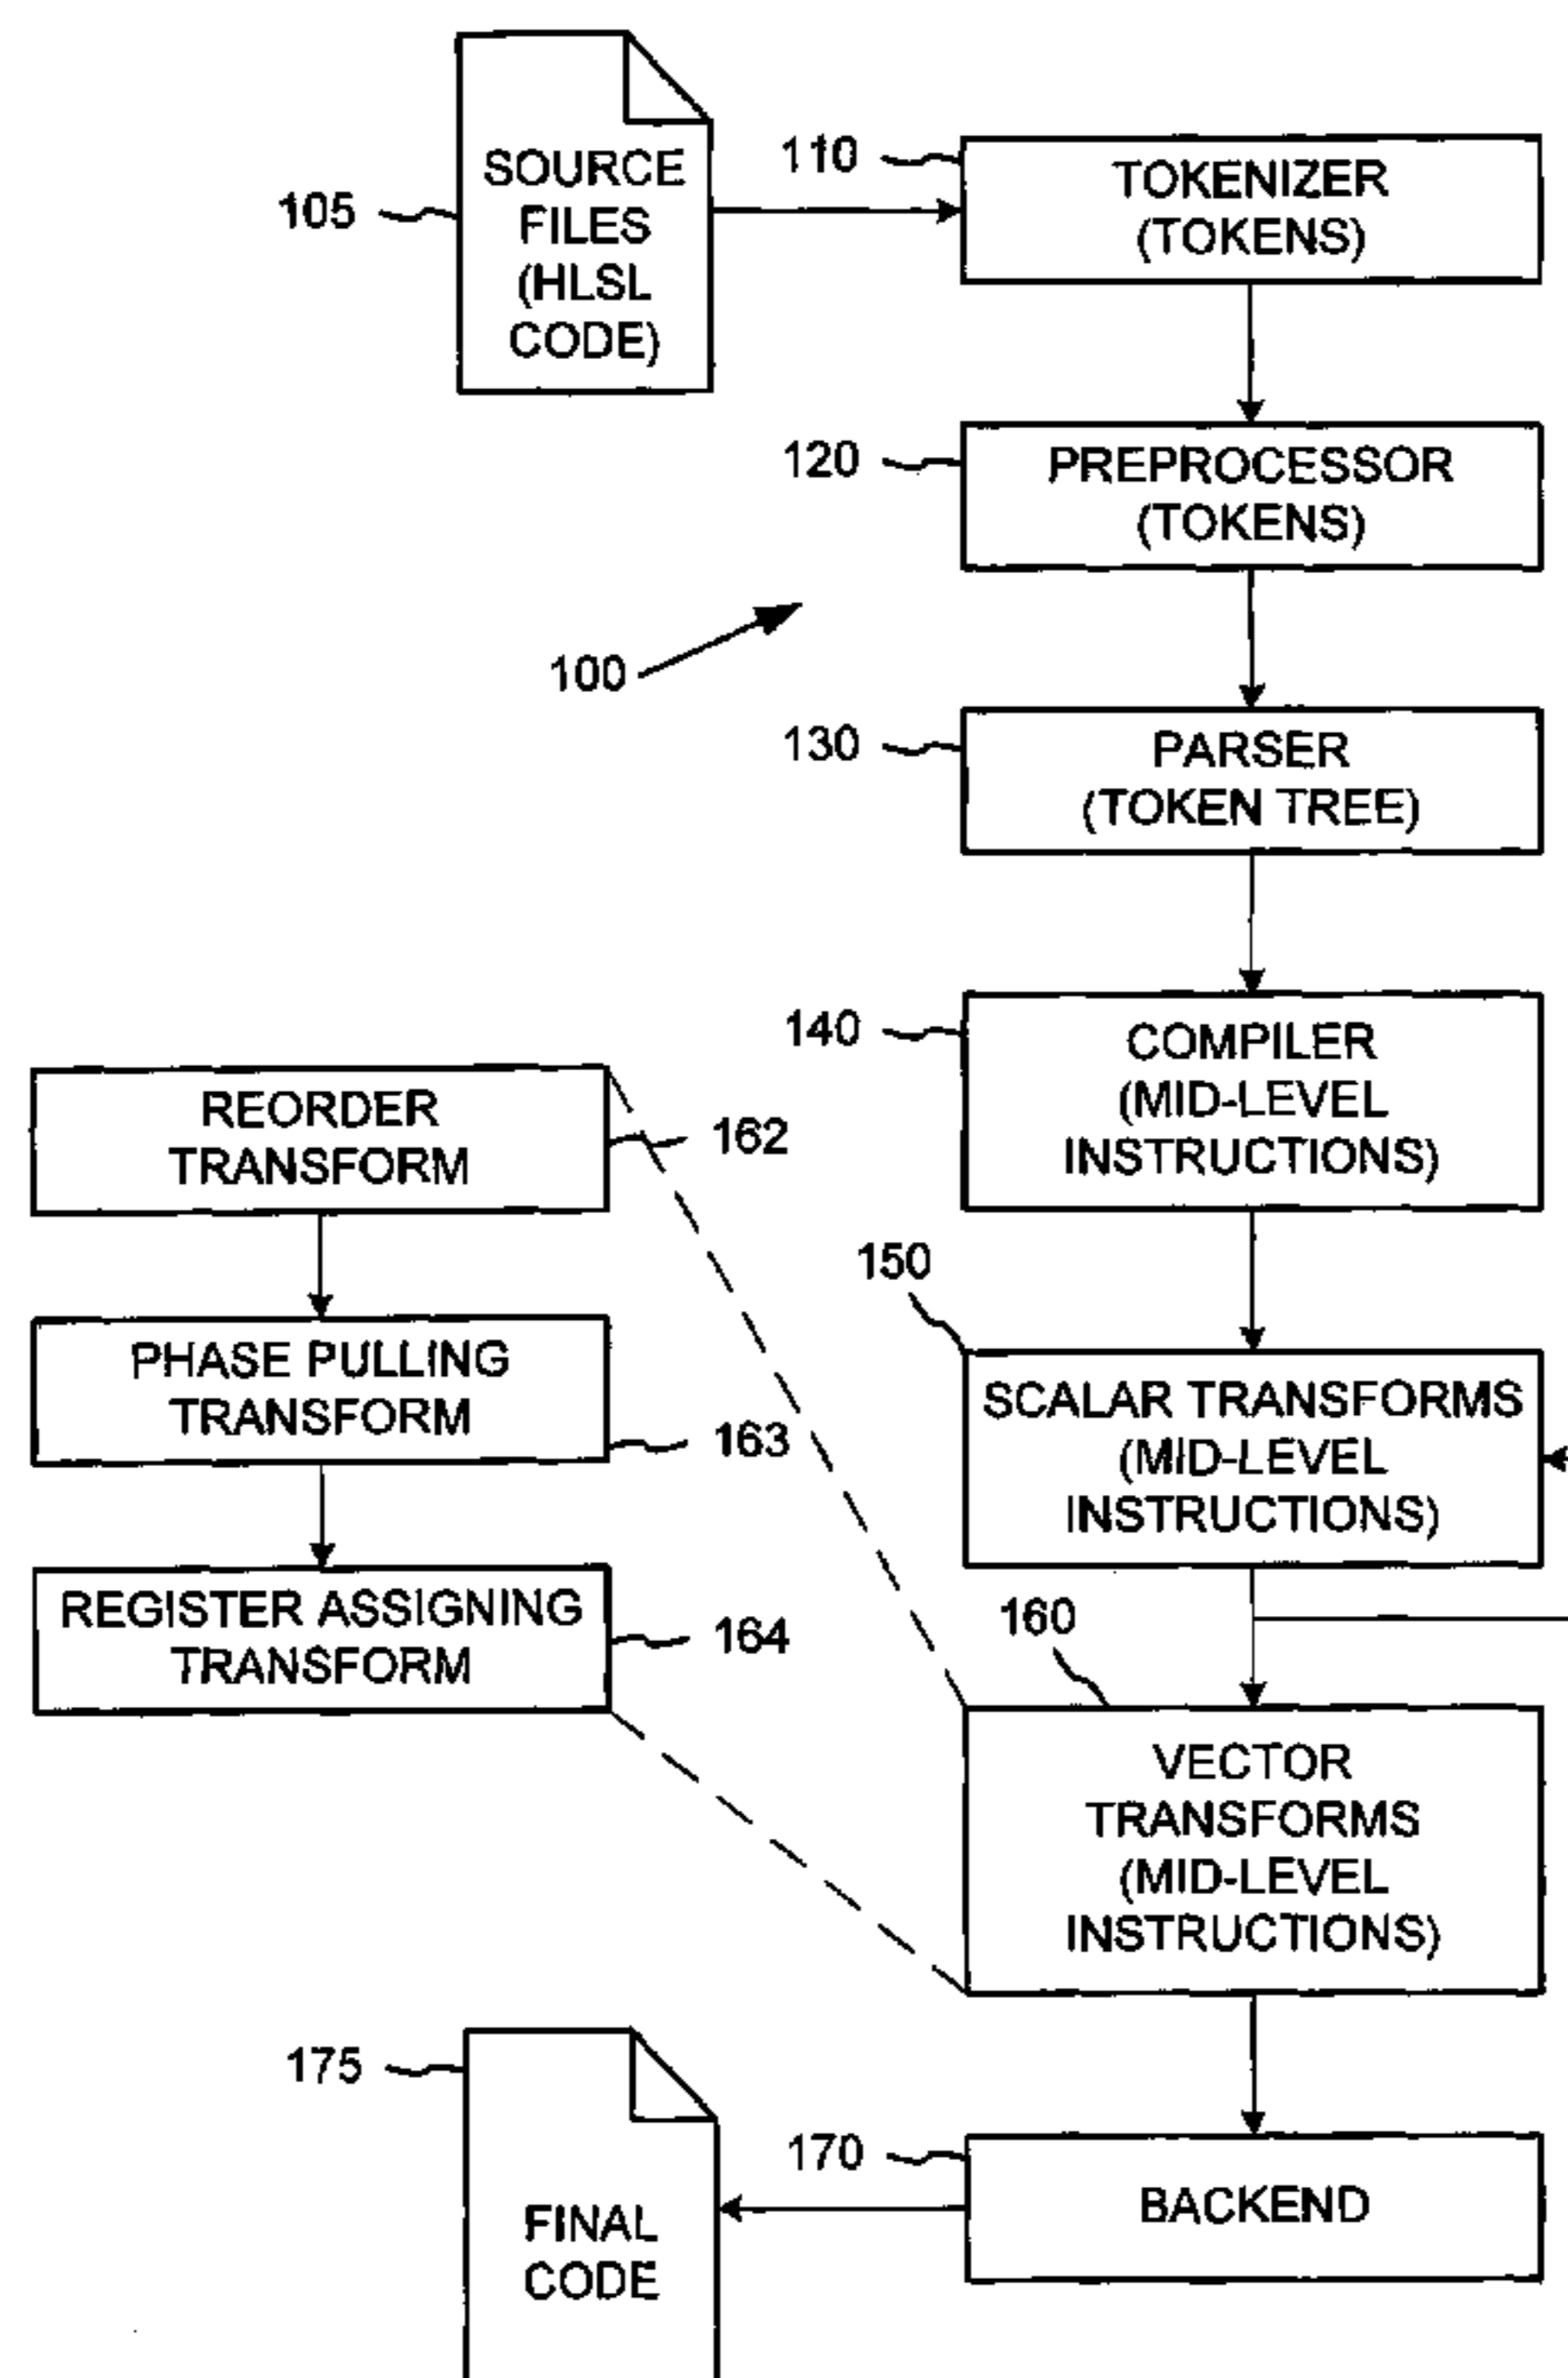 105
SOURCE
FILES
(HLSL
CODE)
110
TOKENIZER
(TOKENS)
120
PREPROCESSOR
(TOKENS)
100
130
PARSER
(TOKEN TREE)
140
COMPILER
(MID-LEVEL
INSTRUCTIONS)
150
SCALAR TRANSFORMS
(MID-LEVEL
INSTRUCTIONS)
160
VECTOR
TRANSFORMS
(MID-LEVEL
INSTRUCTIONS)
REORDER
TRANSFORM
162
PHASE PULLING
TRANSFORM
163
REGISTER ASSIGNING
TRANSFORM
164
170
BACKEND
175
FINAL
CODE